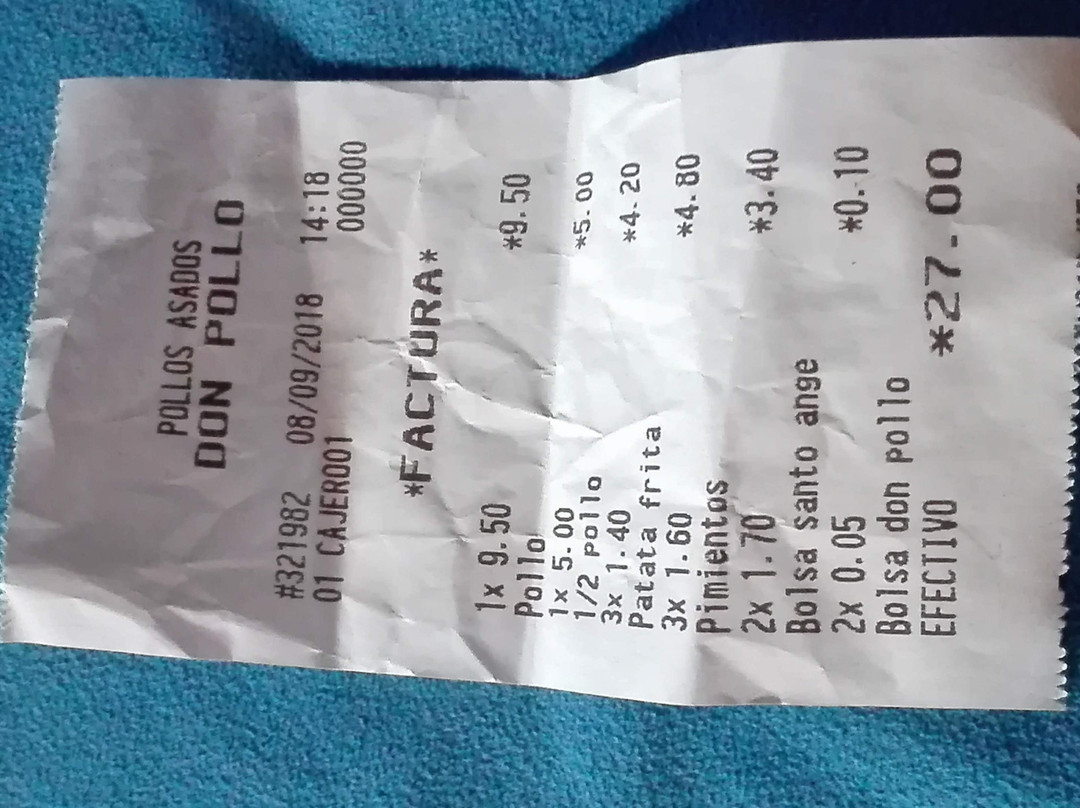 POLLOS ASADOS
DON POLLO
#321982 08/09/2018 14:18
01 CAJER001 000000
*FACTURA*
1x 9.50
Pollo *9.50
1x 5.00
1/2 pollo *5.00
3x 1.40
Patata frita *4.20
3x 1.60
Pimientos *4.80
2x 1.70
Bolsa santo ange *3.40
2x 0.05
Bolsa don pollo *0.10
EFECTIVO *27.00